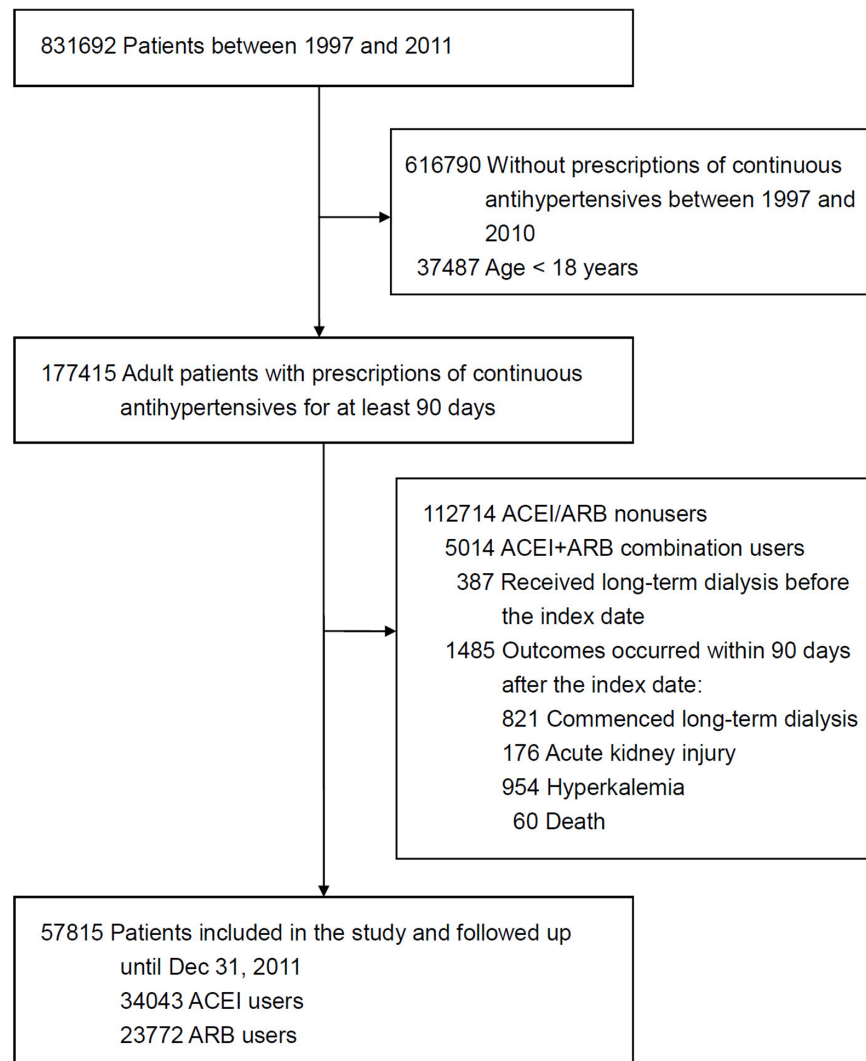 831692 Patients between 1997 and 2011
616790 Without prescriptions of continuous
antihypertensives between 1997 and
2010
37487 Age < 18 years
177415 Adult patients with prescriptions of continuous
antihypertensives for at least 90 days
112714 ACEI/ARB nonusers
5014 ACEI+ARB combination users
387 Received long-term dialysis before
the index date
1485 Outcomes occurred within 90 days
after the index date:
821 Commenced long-term dialysis
176 Acute kidney injury
954 Hyperkalemia
60 Death
57815 Patients included in the study and followed up
until Dec 31, 2011
34043 ACEI users
23772 ARB users